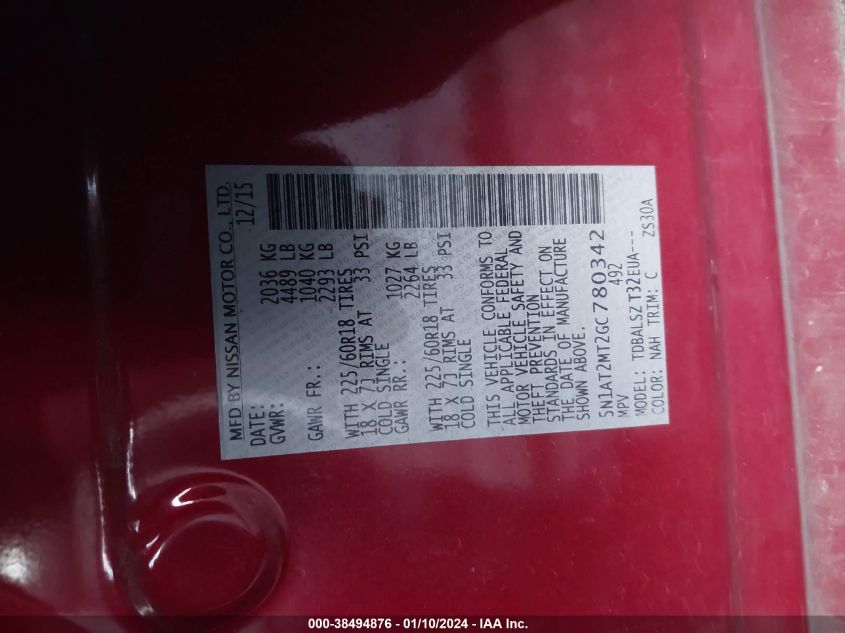 MFD BY NISSAN MOTOR CO., LTD.
DATE: 12/15
GVWR: 2036 KG
4489 LB
GAWR FR.: 1040 KG
2293 LB
WITH 225/60R18 TIRES
18 X 7J RIMS AT 33 PSI
COLD SINGLE
GAWR RR.: 1027 KG
2264 LB
WITH 225/60R18 TIRES
18 X 7J RIMS AT 33 PSI
COLD SINGLE
THIS VEHICLE CONFORMS TO
ALL APPLICABLE FEDERAL
MOTOR VEHICLE SAFETY AND
THEFT PREVENTION
STANDARDS IN EFFECT ON
THE DATE OF MANUFACTURE
SHOWN ABOVE.
5N1AT2MT2GC780342
MPV 492
MODEL: TDBALSZ T32EUA---
COLOR: NAH TRIM: C ZS30A
000-38494876 - 01/10/2024 - IAA Inc.